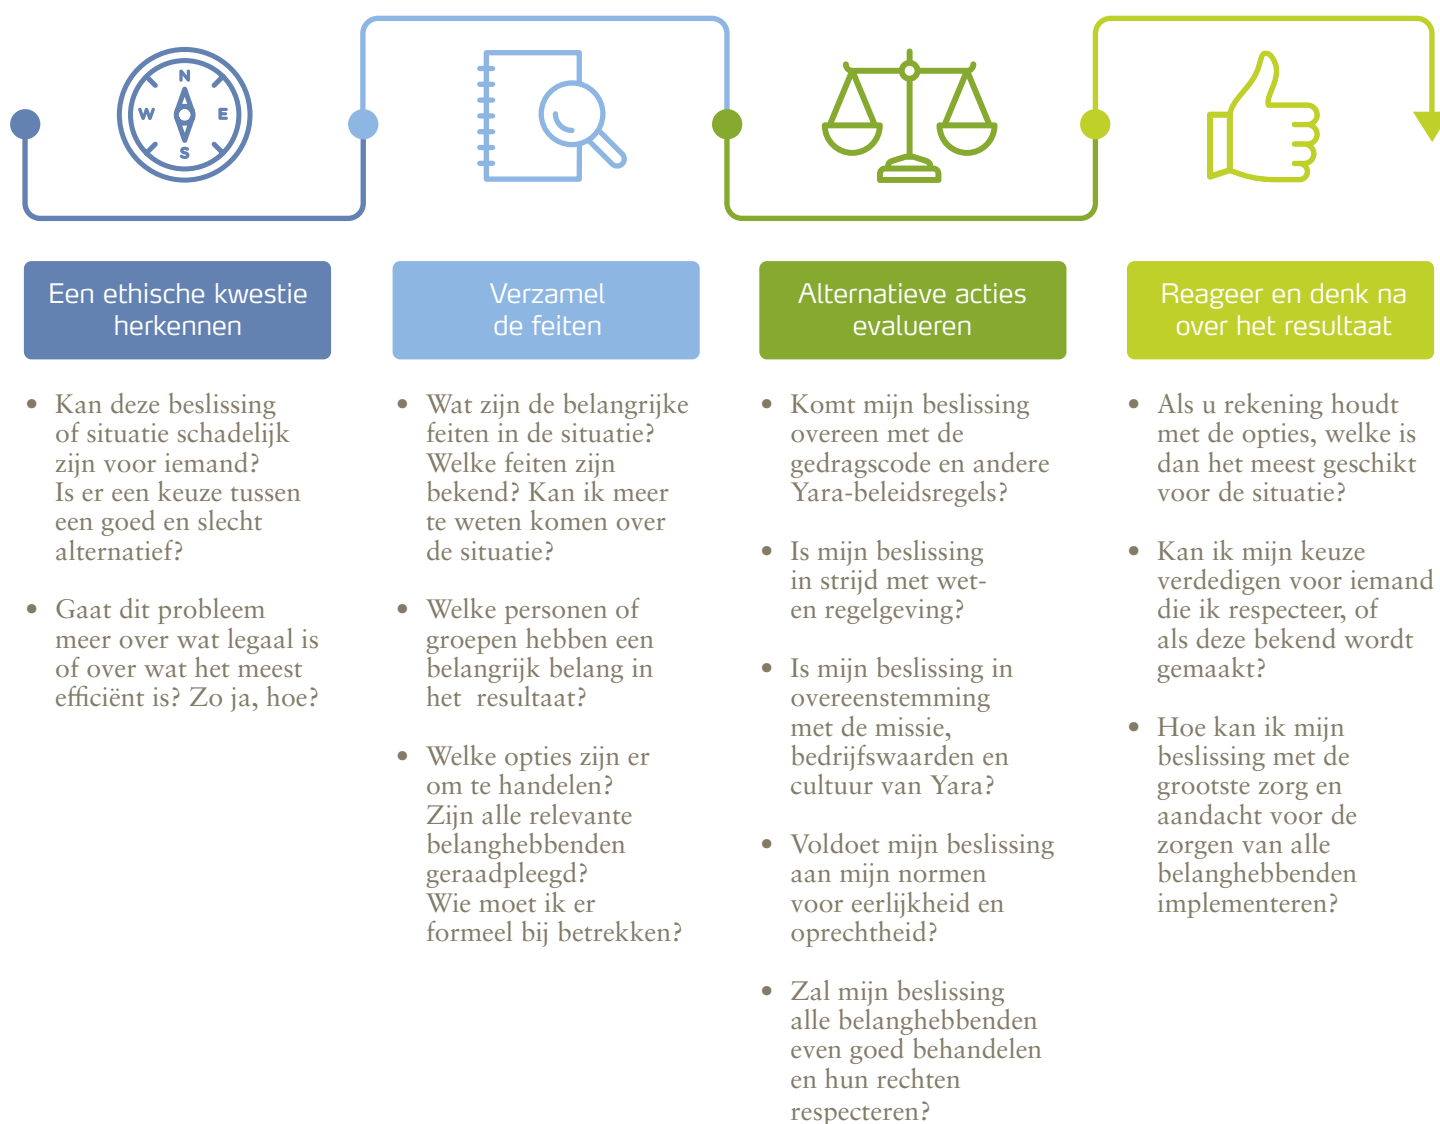 N
W
E
S
Een ethische kwestie
herkennen
• Kan deze beslissing
of situatie schadelijk
zijn voor iemand?
Is er een keuze tussen
een goed en slecht
alternatief?
• Gaat dit probleem
meer over wat legaal is
of over wat het meest
efficiënt is? Zo ja, hoe?
Verzamel
de feiten
• Wat zijn de belangrijke
feiten in de situatie?
Welke feiten zijn
bekend? Kan ik meer
te weten komen over
de situatie?
• Welke personen of
groepen hebben een
belangrijk belang in
het resultaat?
• Welke opties zijn er
om te handelen?
Zijn alle relevante
belanghebbenden
geraadpleegd?
Wie moet ik er
formeel bij betrekken?
Alternatieve acties
evalueren
• Komt mijn beslissing
overeen met de
gedragscode en andere
Yara-beleidsregels?
• Is mijn beslissing
in strijd met wet-
en regelgeving?
• Is mijn beslissing in
overeenstemming
met de missie,
bedrijfswaarden en
cultuur van Yara?
• Voldoet mijn beslissing
aan mijn normen
voor eerlijkheid en
oprechtheid?
• Zal mijn beslissing
alle belanghebbenden
even goed behandelen
en hun rechten
respecteren?
Reageer en denk na
over het resultaat
• Als u rekening houdt
met de opties, welke is
dan het meest geschikt
voor de situatie?
• Kan ik mijn keuze
verdedigen voor iemand
die ik respecteer, of
als deze bekend wordt
gemaakt?
• Hoe kan ik mijn
beslissing met de
grootste zorg en
aandacht voor de
zorgen van alle
belanghebbenden
implementeren?